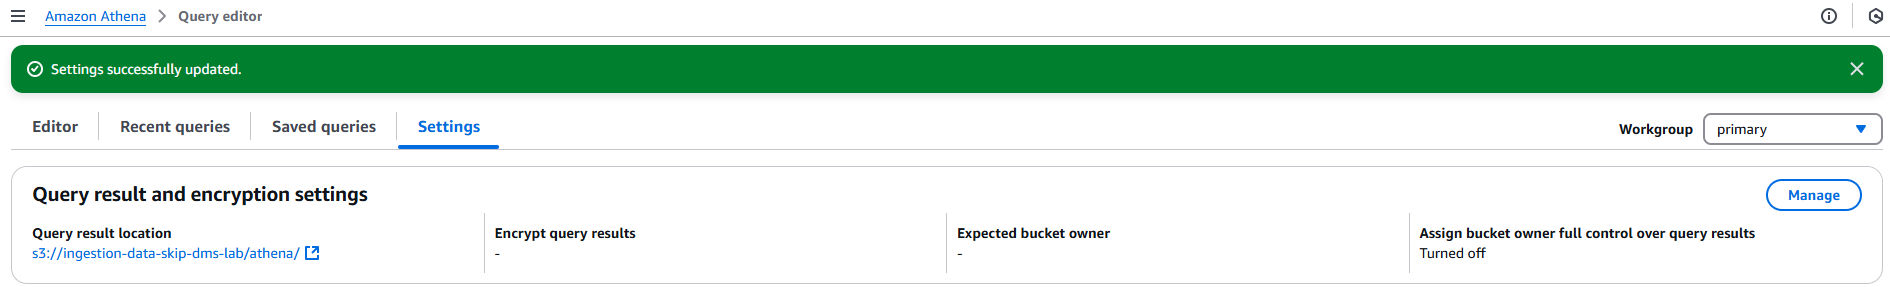 Amazon Athena > Query editor
Settings successfully updated.
Editor Recent queries Saved queries Settings Workgroup primary
Query result and encryption settings Manage
Query result location Encrypt query results Expected bucket owner Assign bucket owner full control over query results
s3://ingestion-data-skip-dms-lab/athena/ - - Turned off